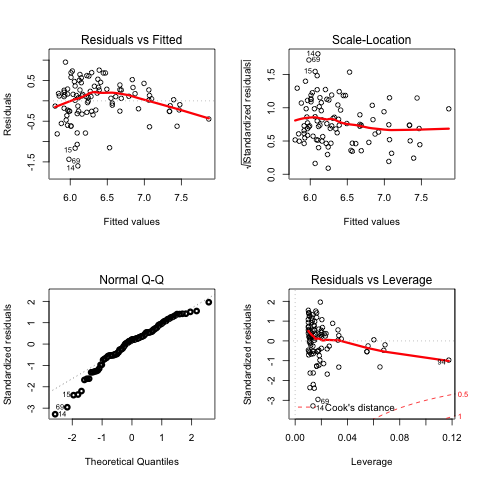 Residuals vs Fitted
Residuals
0.5
-0.5
-1.5
15
69
14
6.0 6.5 7.0 7.5
Fitted values
Scale-Location
√|Standardized residuals|
1.5
1.0
0.5
0.0
14
69
15
6.0 6.5 7.0 7.5
Fitted values
Normal Q-Q
Standardized residuals
2
1
0
-1
-2
-3
15
69
14
-2 -1 0 1 2
Theoretical Quantiles
Residuals vs Leverage
Standardized residuals
2
1
0
-1
-2
-3
94
0.5
1
69
14
Cook's distance
0.00 0.04 0.08 0.12
Leverage